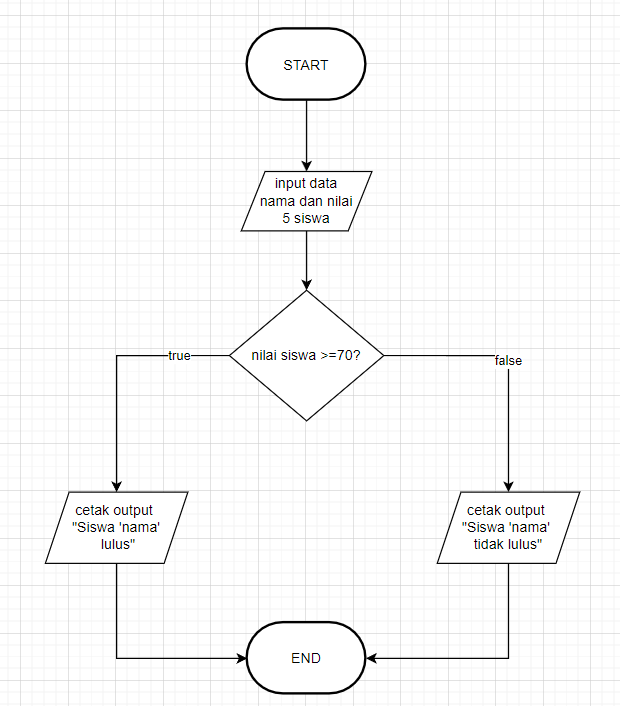 START
input data
nama dan nilai
5 siswa
nilai siswa >=70?
true
false
cetak output
"Siswa 'nama'
lulus"
cetak output
"Siswa 'nama'
tidak lulus"
END